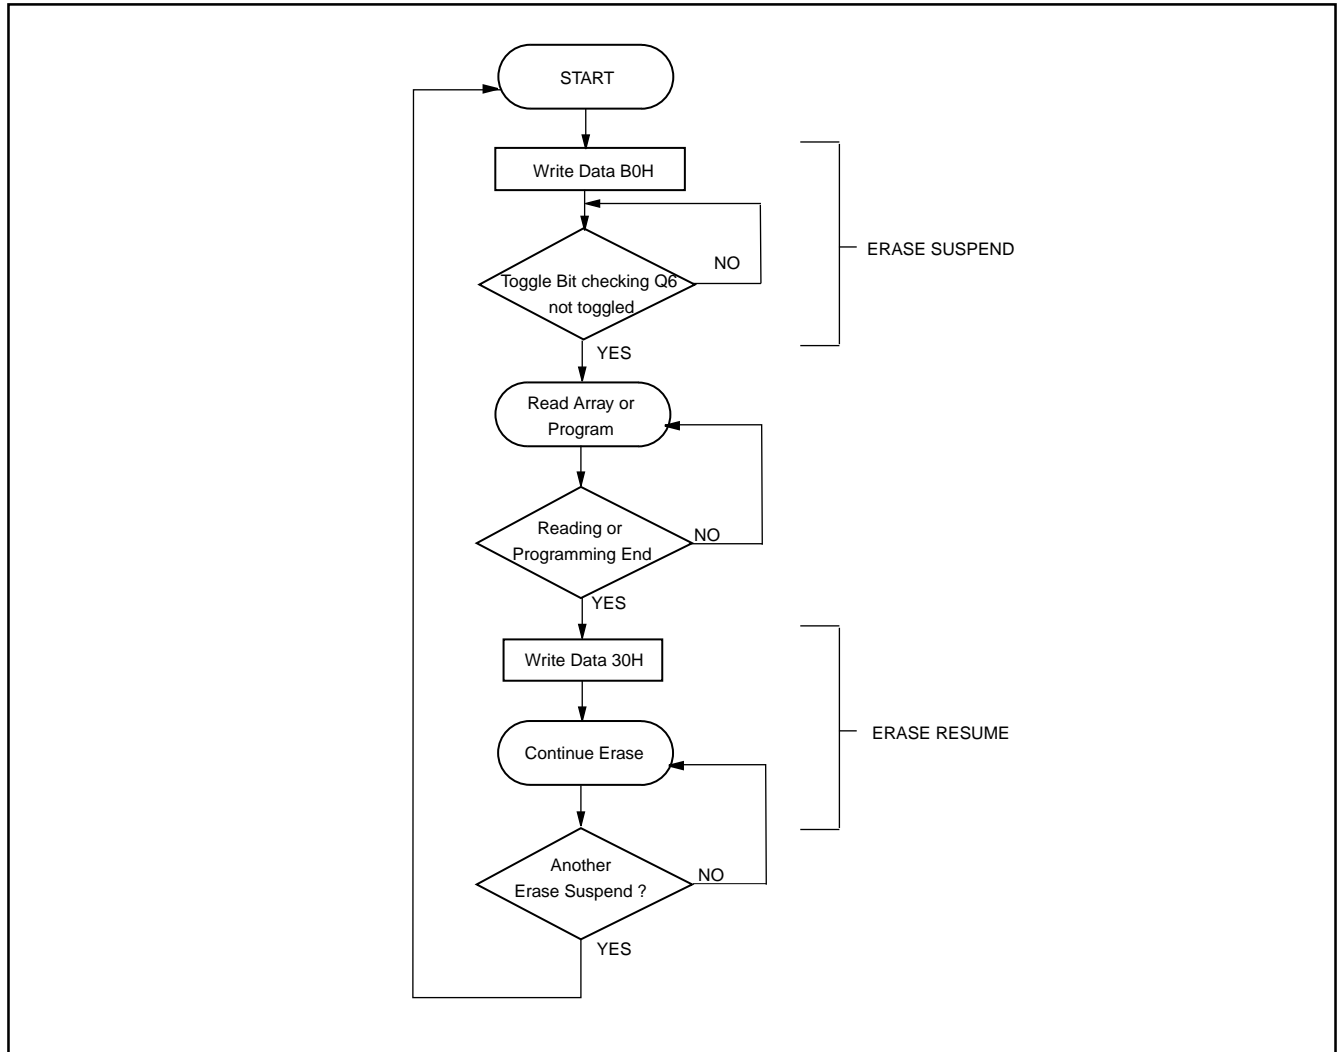 START
Write Data B0H
ERASE SUSPEND
NO
Toggle Bit checking Q6
not toggled
YES
Read Array or
Program
Reading or
NO
Programming End
YES
Write Data 30H
ERASE RESUME
Continue Erase
Another
NO
Erase Suspend ?
YES